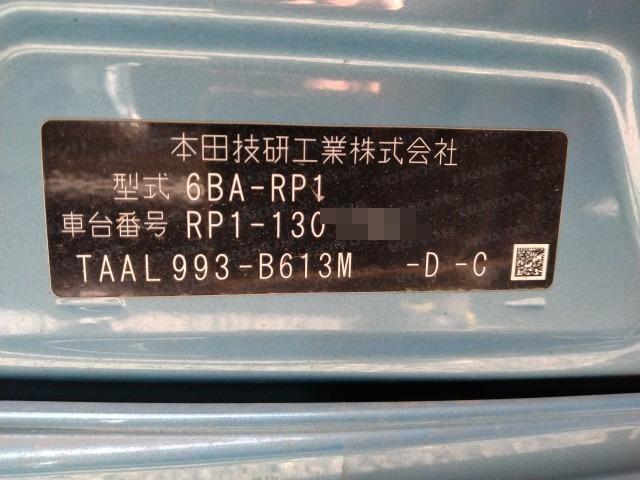 本田技研工業株式会社
型式 6BA-RP1
車台番号 RP1-130
TAAL993-B613M -D -C